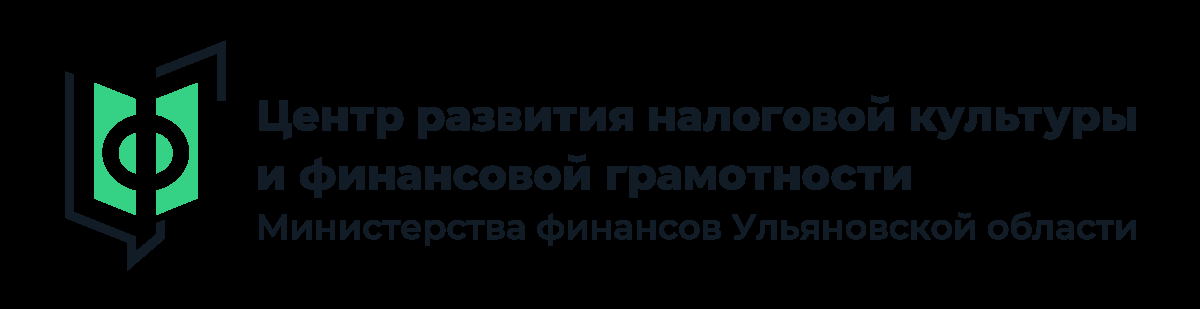 Ф
Центр развития налоговой культуры
и финансовой грамотности
Министерства финансов Ульяновской области